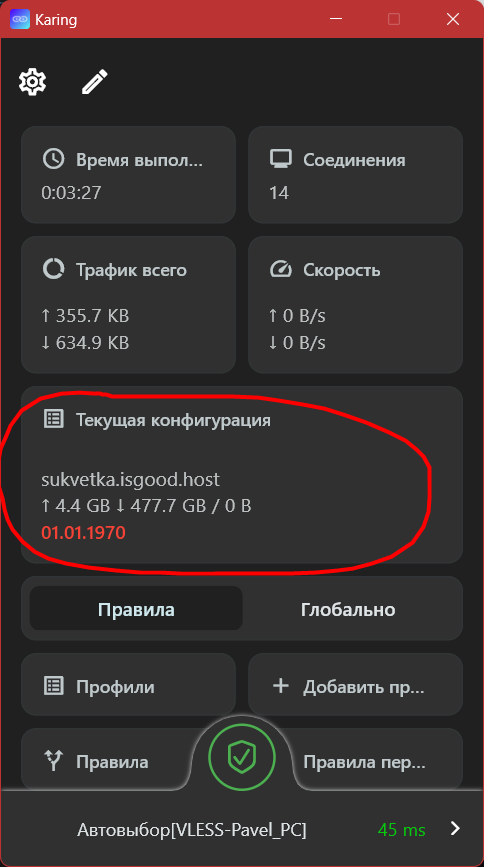 Karing
Время выпол...
0:03:27
Соединения
14
Трафик всего
↑ 355.7 KB
↓ 634.9 KB
Скорость
↑ 0 B/s
↓ 0 B/s
Текущая конфигурация
sukvetka.isgood.host
↑ 4.4 GB ↓ 477.7 GB / 0 B
01.01.1970
Правила
Глобально
Профили
Добавить пр...
Правила
Правила пер...
Автовыбор[VLESS-Pavel_PC]
45 ms